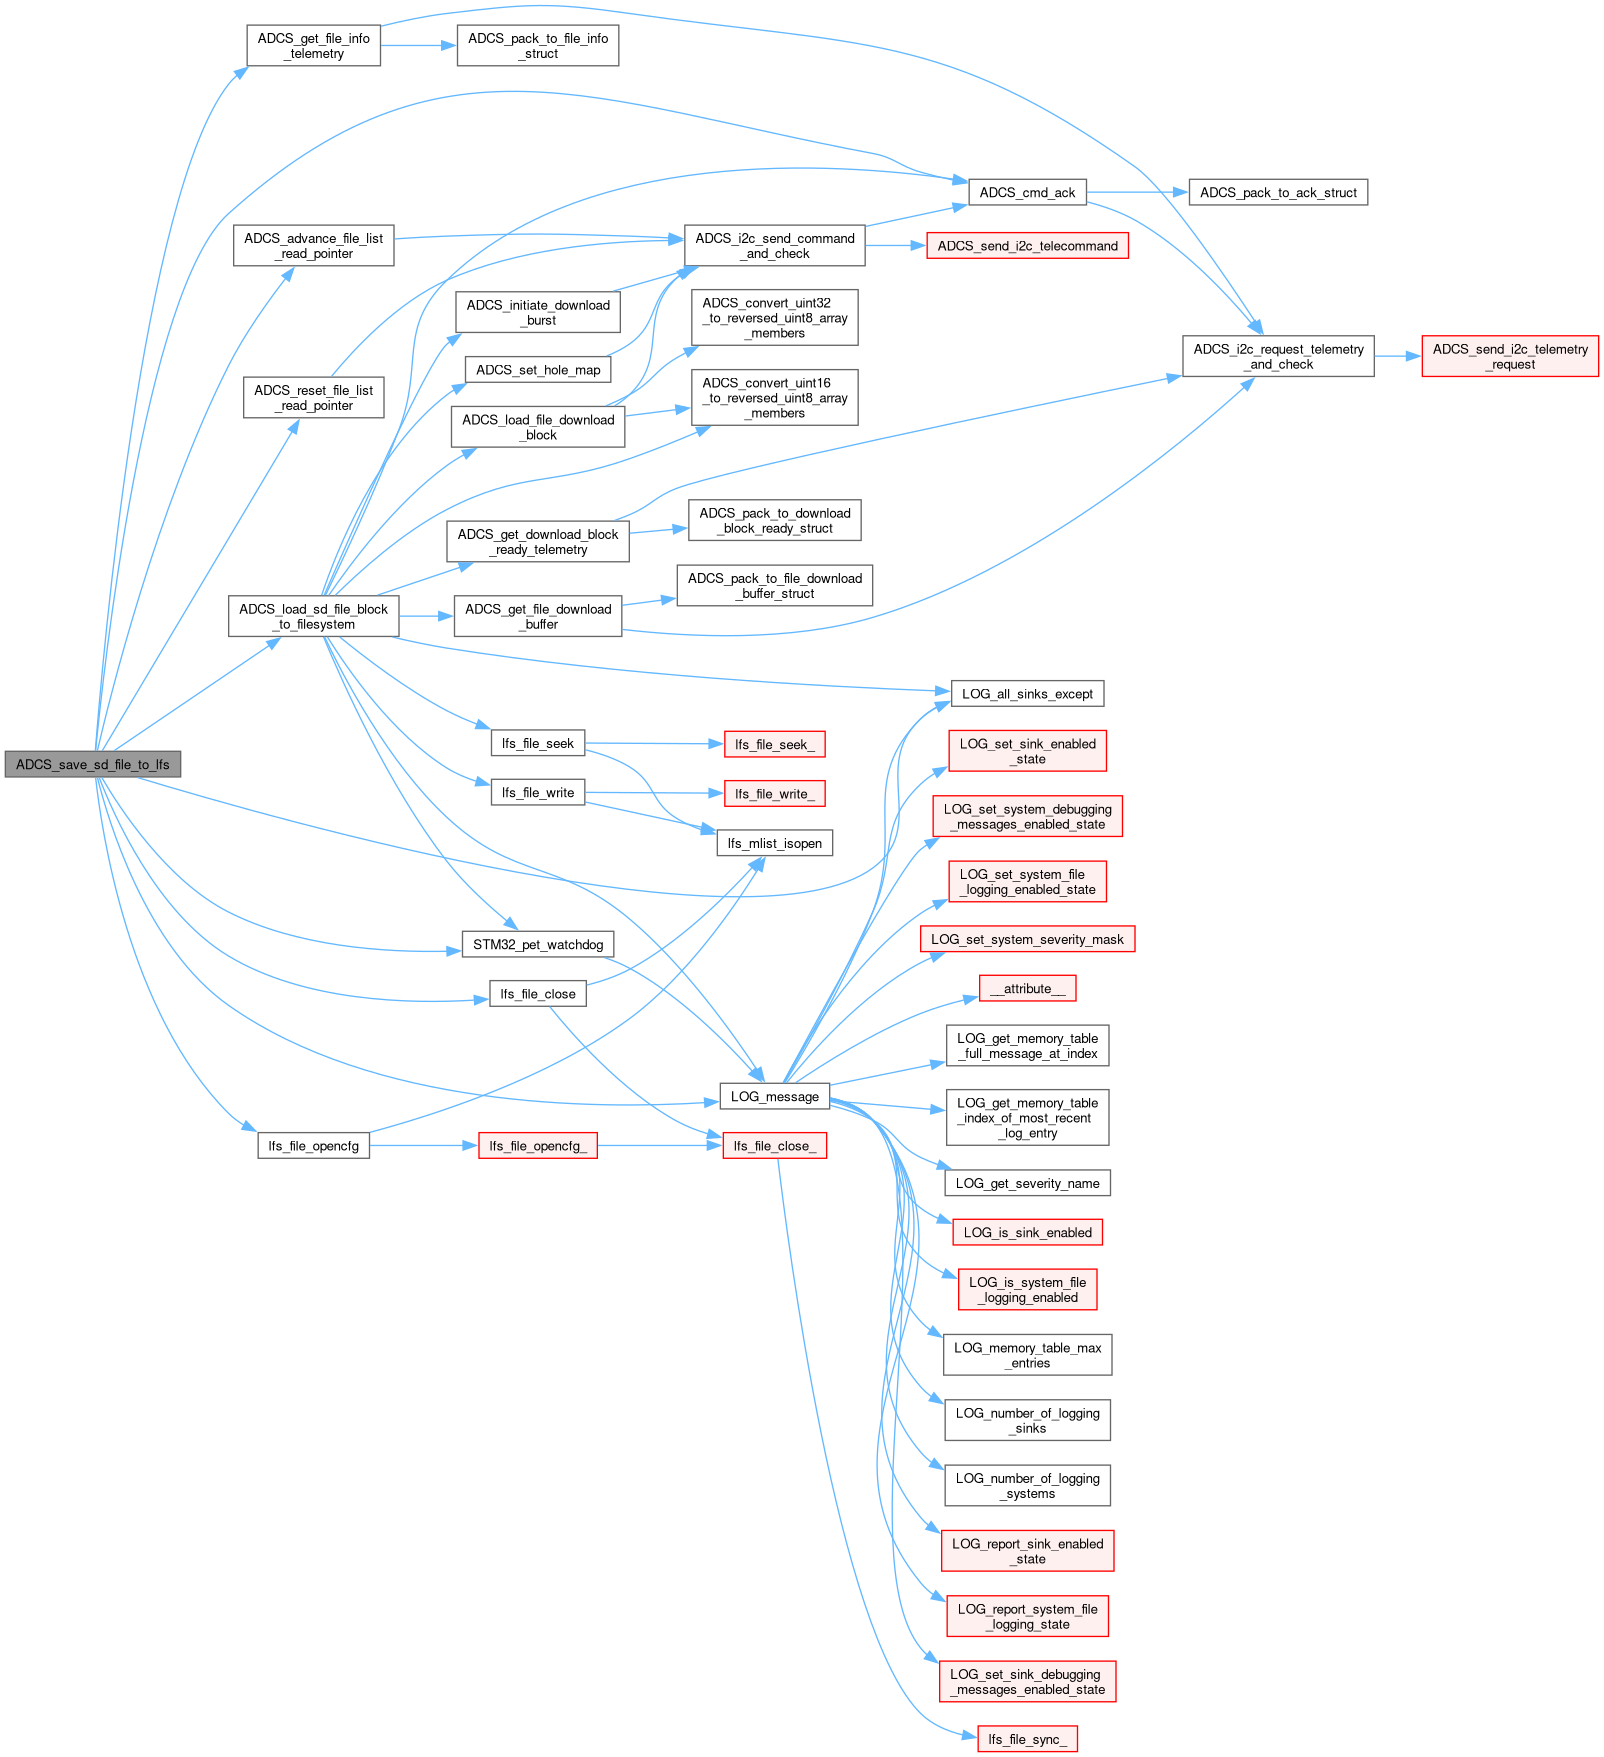 ADCS_get_file_info
_telemetry
ADCS_pack_to_file_info
_struct
ADCS_cmd_ack
ADCS_pack_to_ack_struct
ADCS_advance_file_list
_read_pointer
ADCS_i2c_send_command
_and_check
ADCS_send_i2c_telecommand
ADCS_initiate_download
_burst
ADCS_convert_uint32
_to_reversed_uint8_array
_members
ADCS_i2c_request_telemetry
_and_check
ADCS_send_i2c_telemetry
_request
ADCS_set_hole_map
ADCS_reset_file_list
_read_pointer
ADCS_convert_uint16
_to_reversed_uint8_array
_members
ADCS_load_file_download
_block
ADCS_get_download_block
_ready_telemetry
ADCS_pack_to_download
_block_ready_struct
ADCS_pack_to_file_download
_buffer_struct
ADCS_load_sd_file_block
_to_filesystem
ADCS_get_file_download
_buffer
LOG_all_sinks_except
lfs_file_seek
lfs_file_seek_
LOG_set_sink_enabled
_state
ADCS_save_sd_file_to_lfs
lfs_file_write
lfs_file_write_
LOG_set_system_debugging
_messages_enabled_state
lfs_mlist_isopen
LOG_set_system_file
_logging_enabled_state
STM32_pet_watchdog
LOG_set_system_severity_mask
lfs_file_close
__attribute__
LOG_get_memory_table
_full_message_at_index
LOG_message
LOG_get_memory_table
_index_of_most_recent
_log_entry
lfs_file_opencfg
lfs_file_opencfg_
lfs_file_close_
LOG_get_severity_name
LOG_is_sink_enabled
LOG_is_system_file
_logging_enabled
LOG_memory_table_max
_entries
LOG_number_of_logging
_sinks
LOG_number_of_logging
_systems
LOG_report_sink_enabled
_state
LOG_report_system_file
_logging_state
LOG_set_sink_debugging
_messages_enabled_state
lfs_file_sync_